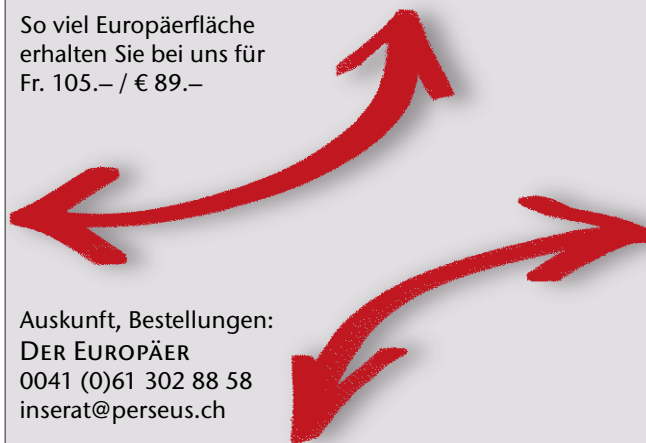 So viel Europäerfläche
erhalten Sie bei uns für
Fr. 105.– / € 89.–
Auskunft, Bestellungen:
DER EUROPÄER
0041 (0)61 302 88 58
inserat@perseus.ch